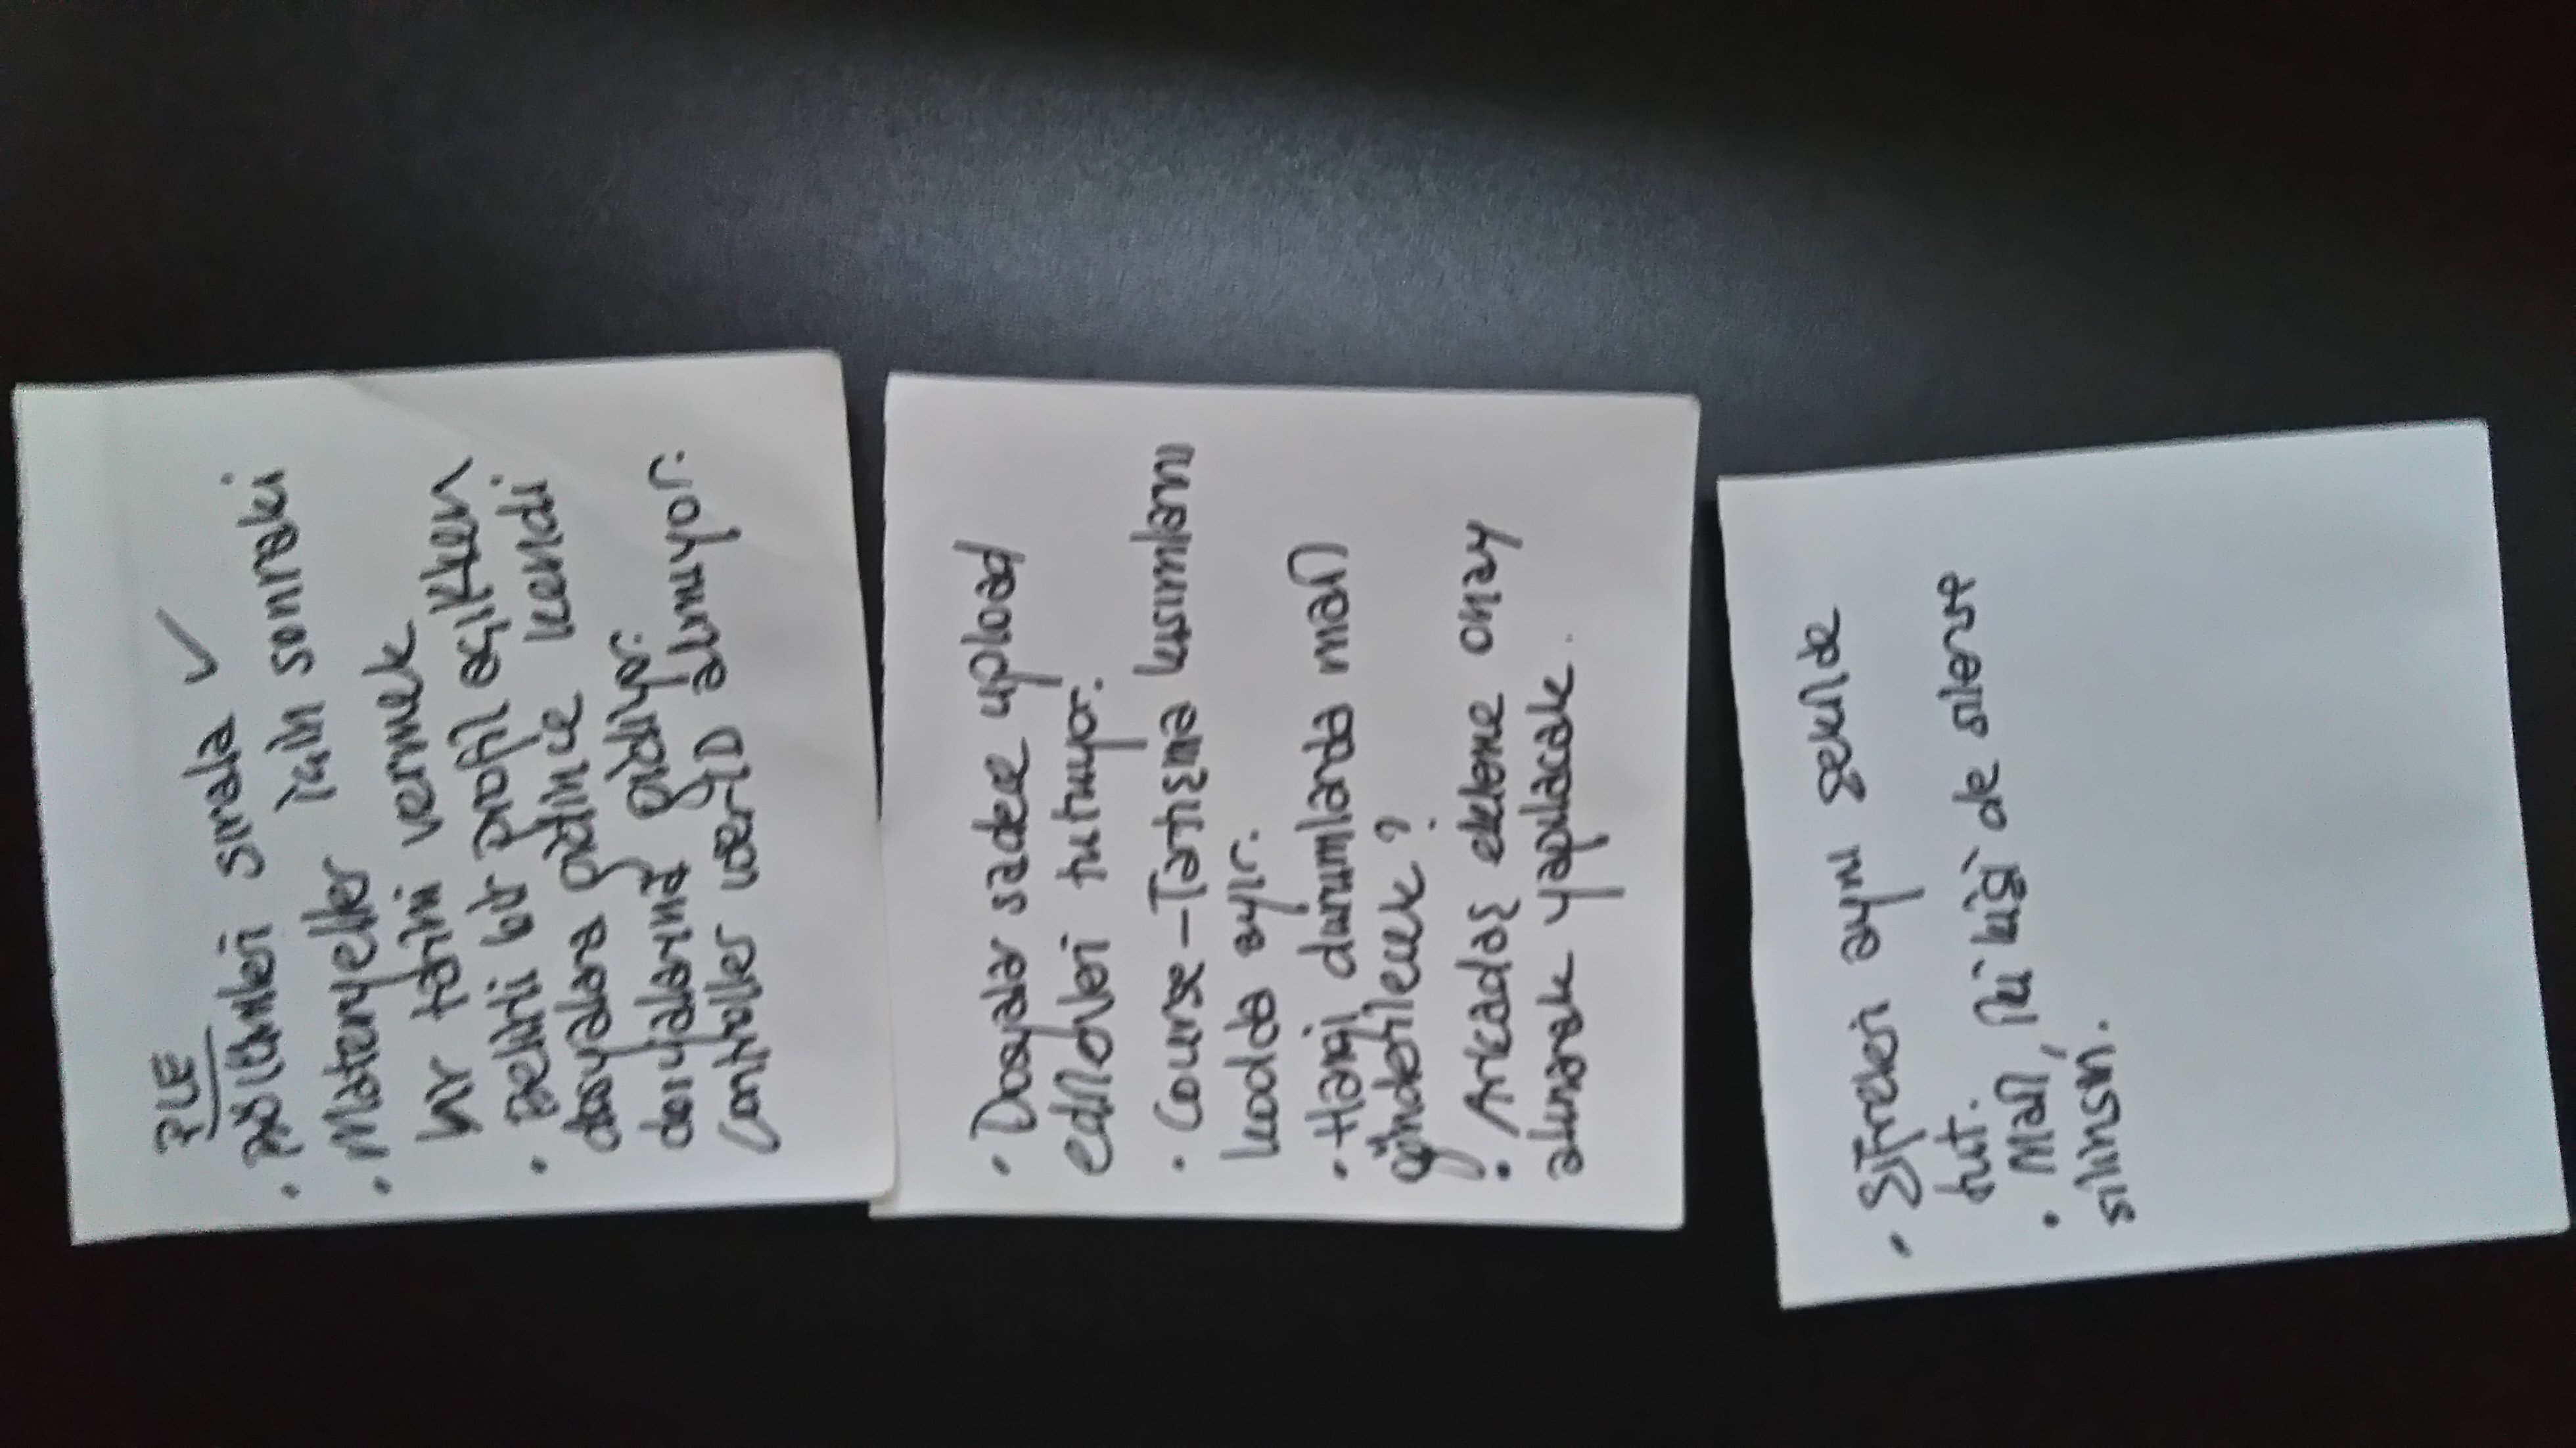 PLE
. Bölümleri sırala ✓
. Materyeller için sonraki
bir tarihi vermek
. Belirli bir profil açıkken
dosyalara gidince kendi
dosyalarına gidiyor.
Controller userID almıyor.
. Dosyalar sadece upload
edilenleri tutuyor.
. Course-Tartışma kısımlarını
kodda ayır.
. Hangi durumlarda mail
gönderilecek?
. Arkadaş ekleme onay
alınarak yapılacak.
. Şifreleri aynı şekilde
tut.
. Mail, iki kişi de silerse
silinsin.